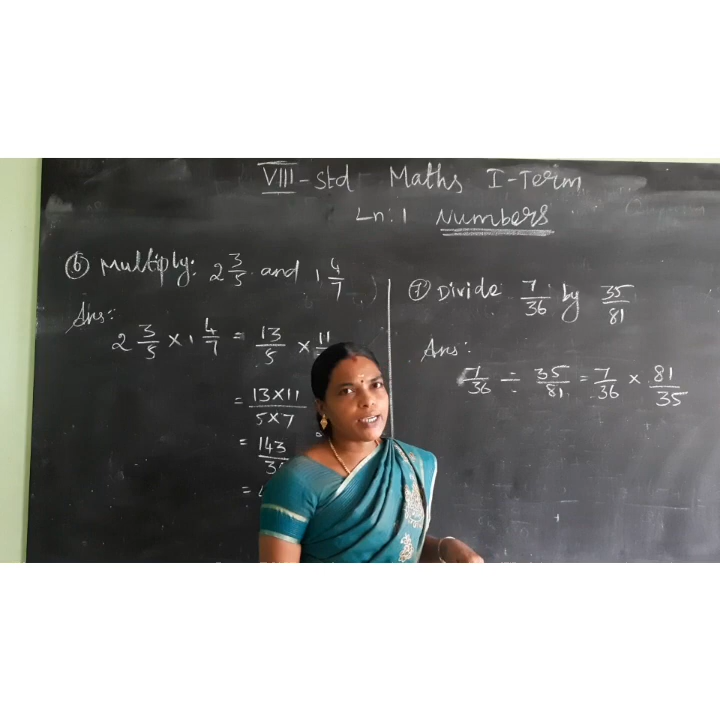 VIII-std Maths I-Term
Ln:1 Numbers
⑥ Multiply: 2 3/5 and 1 4/7
Ans:
2 3/5 × 1 4/7 = 13/5 × 11
= 13×11 / 5×7
= 143 / 3
=
⑦ Divide 7/36 by 35/81
Ans:
7/36 ÷ 35/81 = 7/36 × 81/35